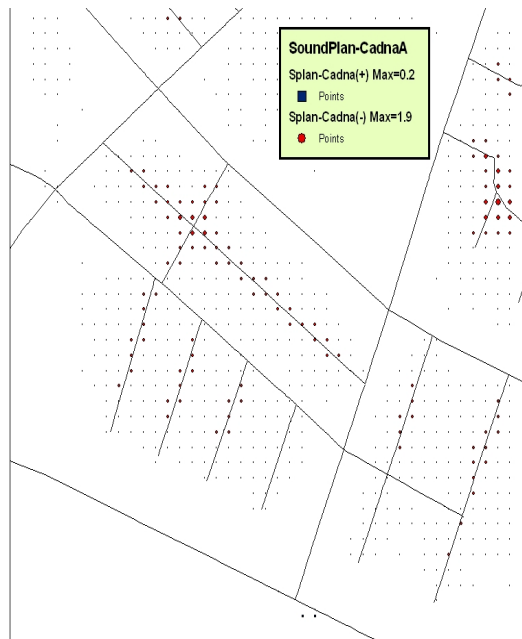 SoundPlan-CadnaA
Splan-Cadna(+) Max=0.2
Points
Splan-Cadna(-) Max=1.9
Points